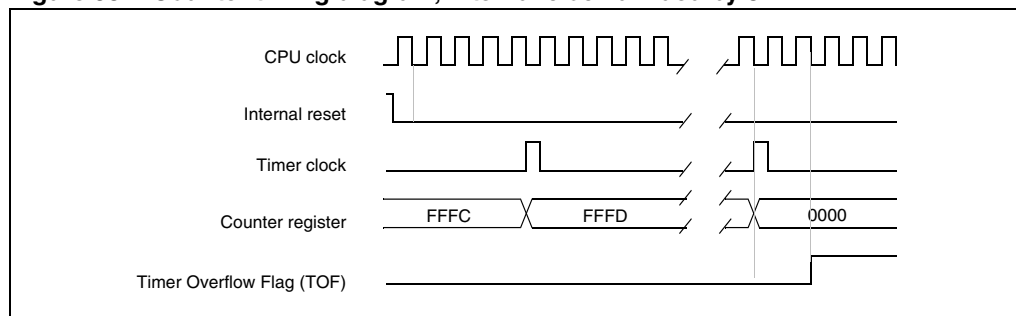 CPU clock
Internal reset
Timer clock
Counter register
FFFC
FFFD
0000
Timer Overflow Flag (TOF)